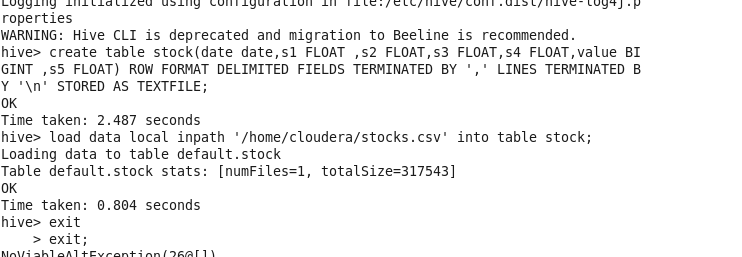 Logging initialized using configuration in file:/etc/hive/conf.dist/hive-log4j.p
roperties
WARNING: Hive CLI is deprecated and migration to Beeline is recommended.
hive> create table stock(date date,s1 FLOAT ,s2 FLOAT,s3 FLOAT,s4 FLOAT,value BI
GINT ,s5 FLOAT) ROW FORMAT DELIMITED FIELDS TERMINATED BY ',' LINES TERMINATED B
Y '\n' STORED AS TEXTFILE;
OK
Time taken: 2.487 seconds
hive> load data local inpath '/home/cloudera/stocks.csv' into table stock;
Loading data to table default.stock
Table default.stock stats: [numFiles=1, totalSize=317543]
OK
Time taken: 0.804 seconds
hive> exit
    > exit;
NoViableAltException(26@[])